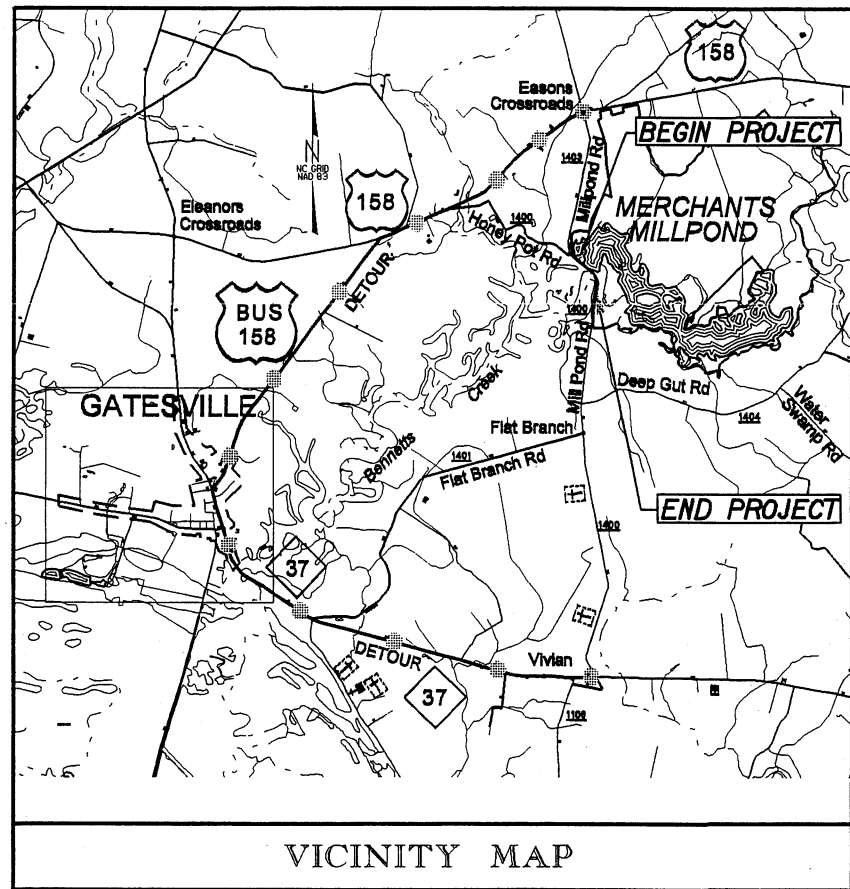 158
Easons
Crossroads
BEGIN PROJECT
1403
Millpond Rd
N
NC GRID
NAD 83
Eleanors
Crossroads
158
1400
Honey Pot Rd
MERCHANTS
MILLPOND
DETOUR
BUS
158
1400
Mill Pond Rd
Creek
Deep Gut Rd
1404
Water
Swamp Rd
GATESVILLE
Flat Branch
1401
Flat Branch Rd
Bennetts
END PROJECT
1400
37
DETOUR
Vivian
37
1106
VICINITY MAP